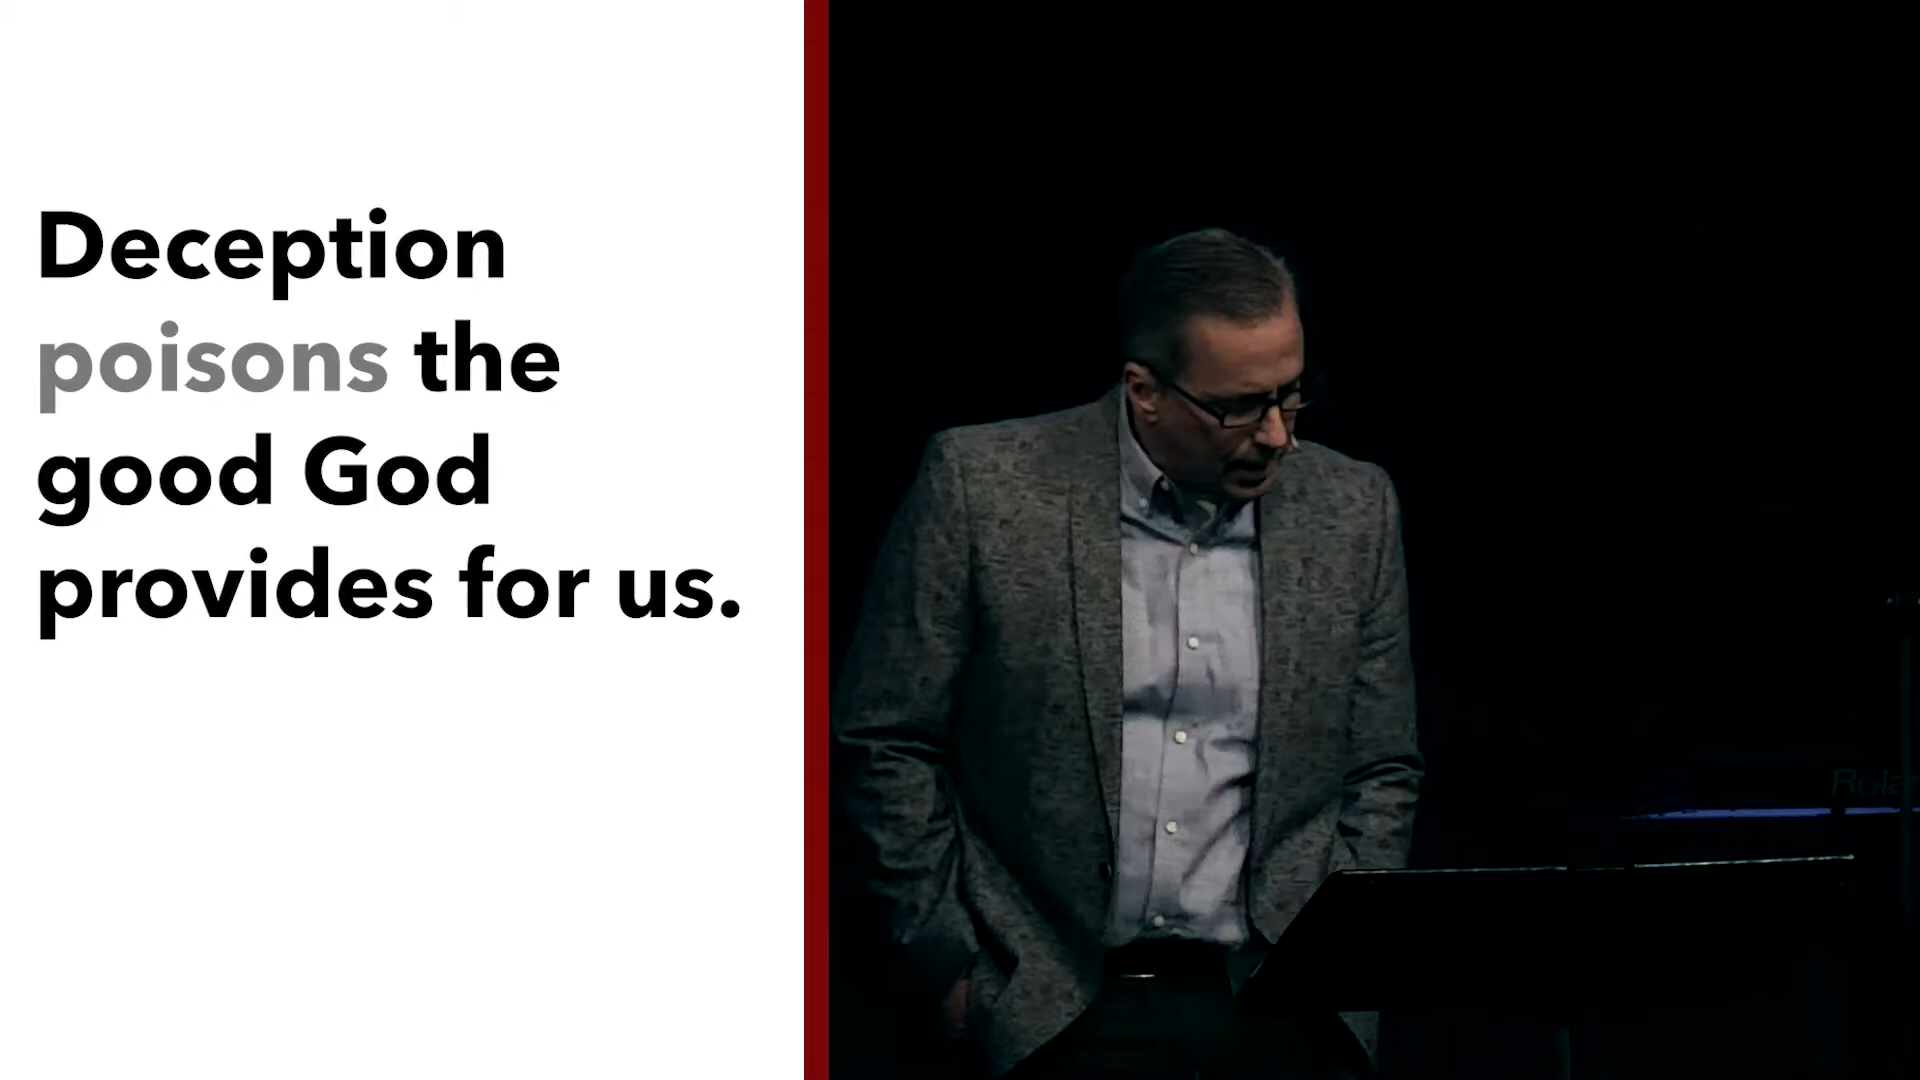 Deception
poisons the
good God
provides for us.